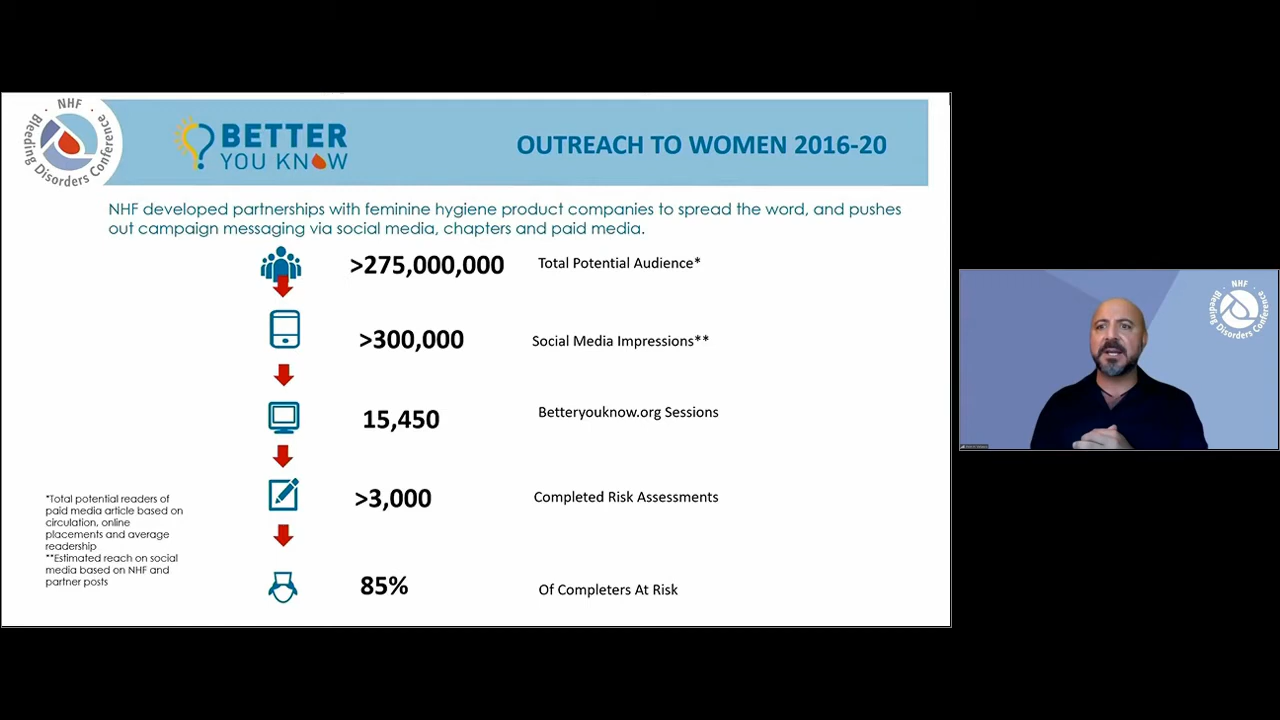 NHF
Bleeding Disorders Conference
BETTER
YOU KNOW
OUTREACH TO WOMEN 2016-20
NHF developed partnerships with feminine hygiene product companies to spread the word, and pushes
out campaign messaging via social media, chapters and paid media.
>275,000,000 Total Potential Audience*
>300,000 Social Media Impressions**
15,450 Betteryouknow.org Sessions
>3,000 Completed Risk Assessments
85% Of Completers At Risk
*Total potential readers of
paid media article based on
circulation, online
placements and average
readership
**Estimated reach on social
media based on NHF and
partner posts
NHF
Bleeding Disorders Conference